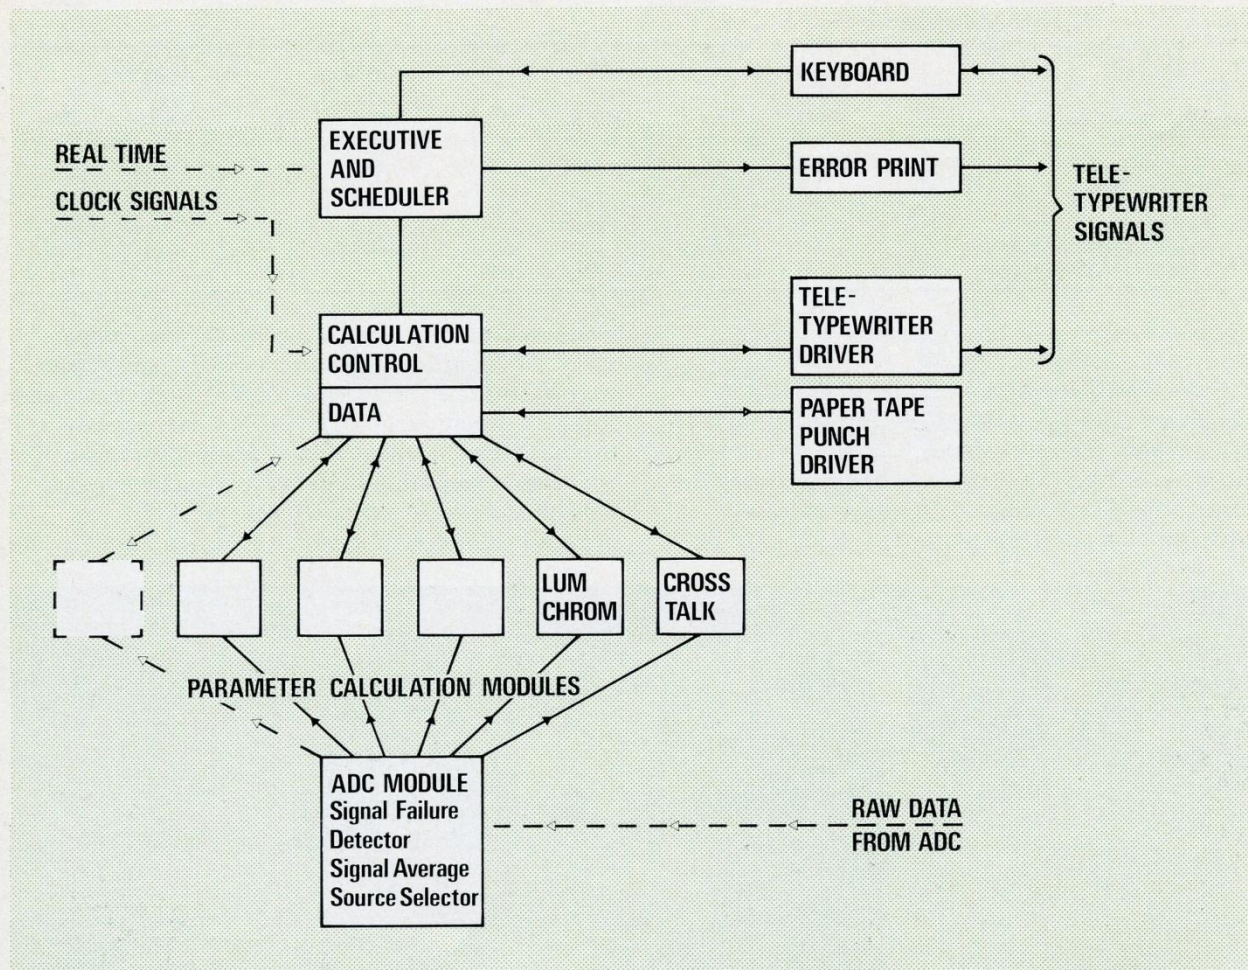 KEYBOARD
EXECUTIVE
AND
SCHEDULER
REAL TIME
CLOCK SIGNALS
ERROR PRINT
TELE-
TYPEWRITER
SIGNALS
TELE-
TYPEWRITER
DRIVER
CALCULATION
CONTROL
DATA
PAPER TAPE
PUNCH
DRIVER
LUM
CHROM
CROSS
TALK
PARAMETER CALCULATION MODULES
ADC MODULE
Signal Failure
Detector
Signal Average
Source Selector
RAW DATA
FROM ADC